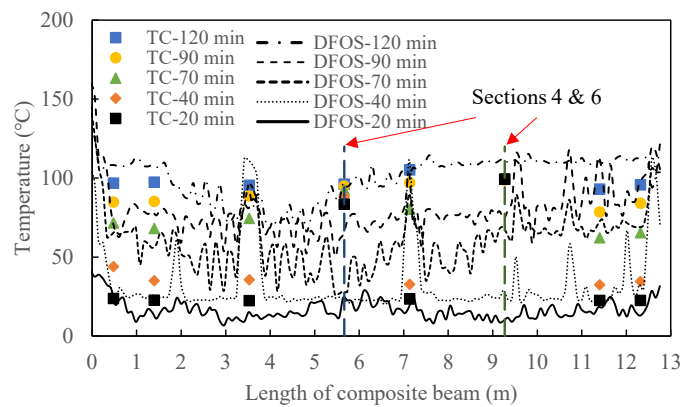 200
150
100
50
0
Temperature (°C)
TC-120 min
TC-90 min
TC-70 min
TC-40 min
TC-20 min
DFOS-120 min
DFOS-90 min
DFOS-70 min
DFOS-40 min
DFOS-20 min
Sections 4 & 6
0 1 2 3 4 5 6 7 8 9 10 11 12 13
Length of composite beam (m)